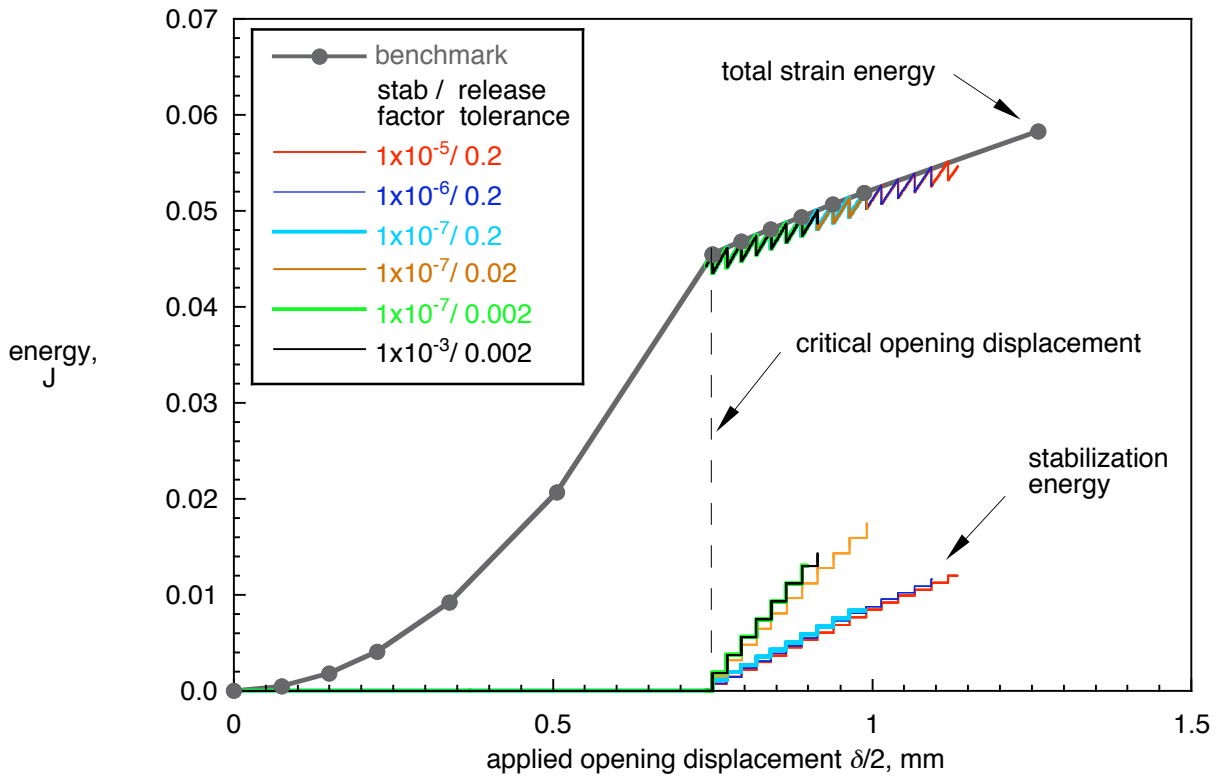 0.07
0.06
0.05
0.04
0.03
0.02
0.01
0.0
energy,
J
benchmark
stab / release
factor tolerance
1x10⁻⁵/ 0.2
1x10⁻⁶/ 0.2
1x10⁻⁷/ 0.2
1x10⁻⁷/ 0.02
1x10⁻⁷/ 0.002
1x10⁻³/ 0.002
total strain energy
critical opening displacement
stabilization
energy
0
0.5
1
1.5
applied opening displacement δ/2, mm